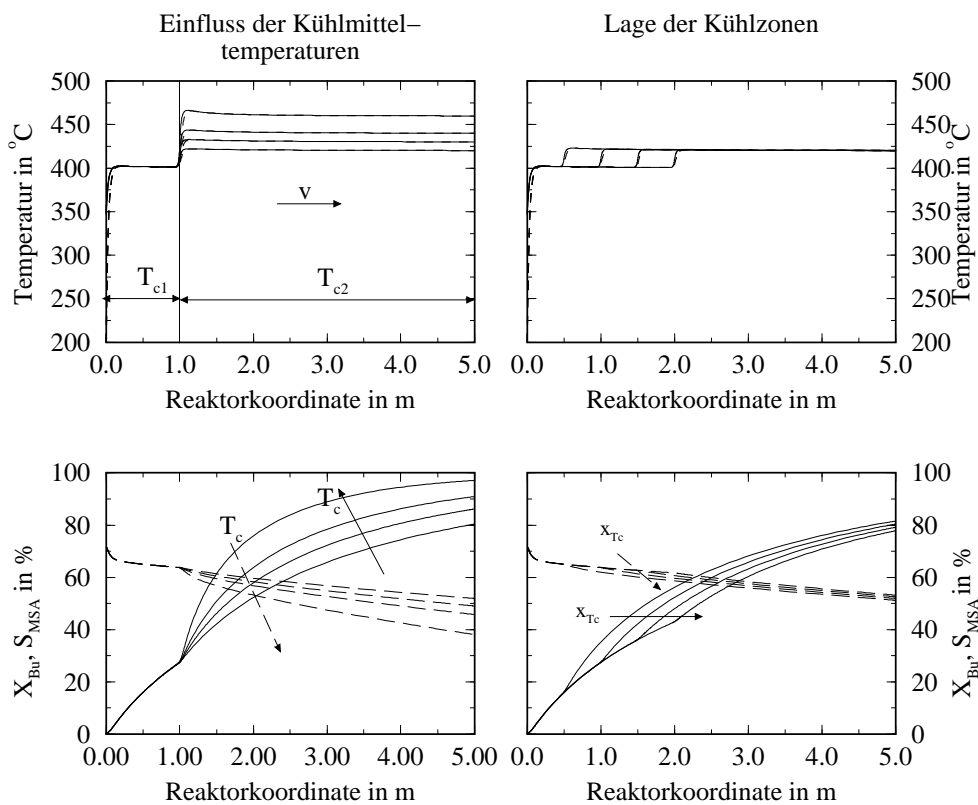 Einfluss der Kühlmittel–
temperaturen
Lage der Kühlzonen
Temperatur in °C
500
450
400
350
300
250
200
v
T_c1
T_c2
0.0 1.0 2.0 3.0 4.0 5.0
Reaktorkoordinate in m
500
450
400
350
300
250
200
Temperatur in °C
0.0 1.0 2.0 3.0 4.0 5.0
Reaktorkoordinate in m
X_Bu, S_MSA in %
100
80
60
40
20
0
T_c
T_c
0.00 1.00 2.00 3.00 4.00 5.00
Reaktorkoordinate in m
x_Tc
x_Tc
100
80
60
40
20
0
X_Bu, S_MSA in %
0.0 1.0 2.0 3.0 4.0 5.00
Reaktorkoordinate in m